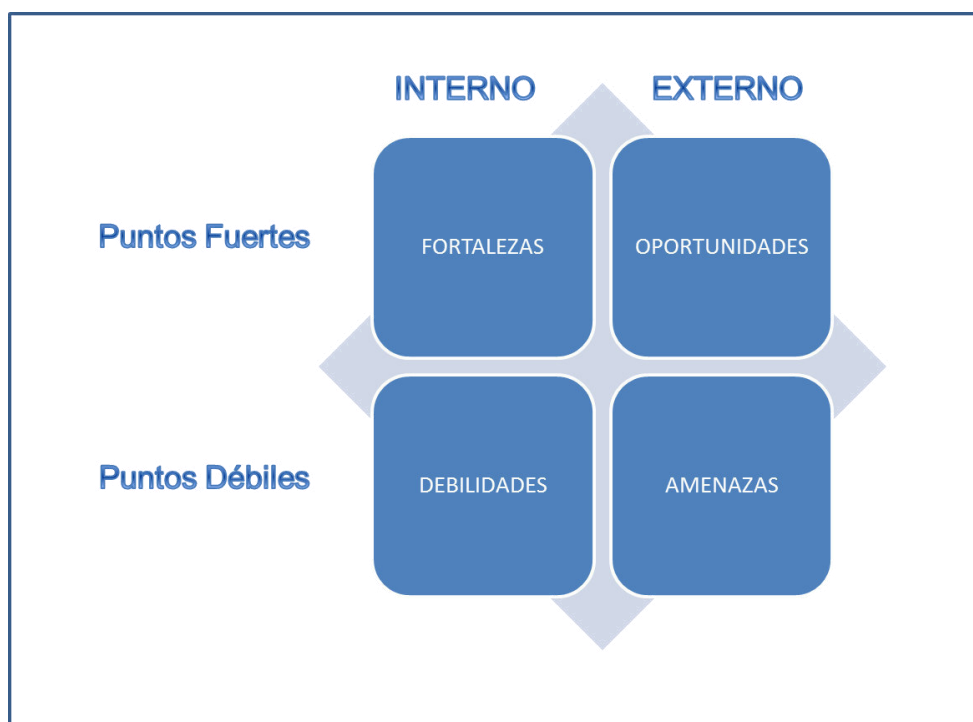 INTERNO EXTERNO
Puntos Fuertes
FORTALEZAS OPORTUNIDADES
Puntos Débiles
DEBILIDADES AMENAZAS